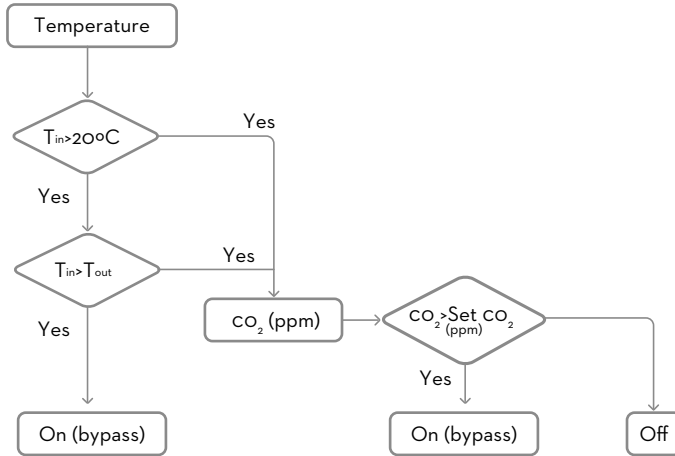 Temperature
Tin>20ºC
Yes
Yes
Tin>Tout
Yes
Yes
CO2 (ppm)
CO2>Set CO2
(ppm)
Yes
On (bypass)
On (bypass)
Off